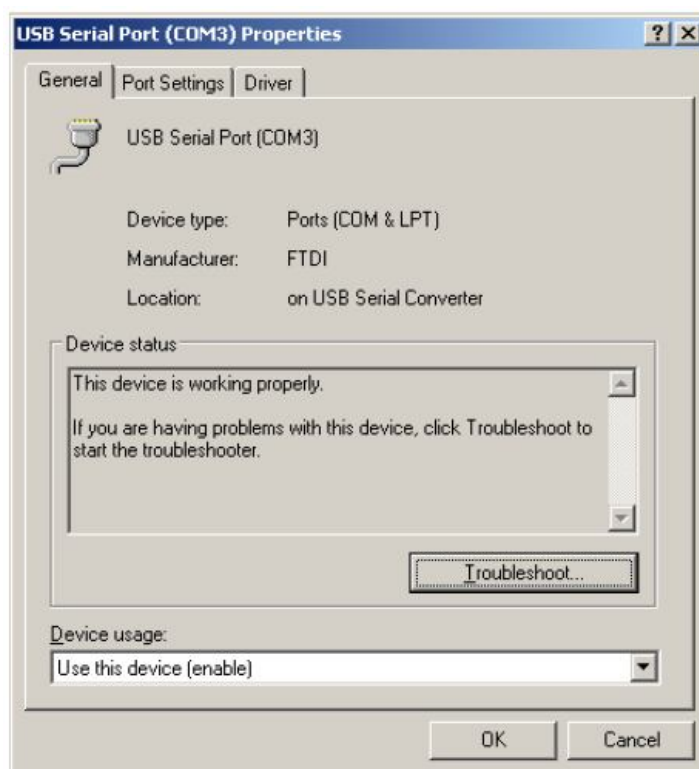 USB Serial Port (COM3) Properties
General Port Settings Driver
USB Serial Port (COM3)
Device type: Ports (COM & LPT)
Manufacturer: FTDI
Location: on USB Serial Converter
Device status
This device is working properly.
If you are having problems with this device, click Troubleshoot to
start the troubleshooter.
Troubleshoot...
Device usage:
Use this device (enable)
OK Cancel